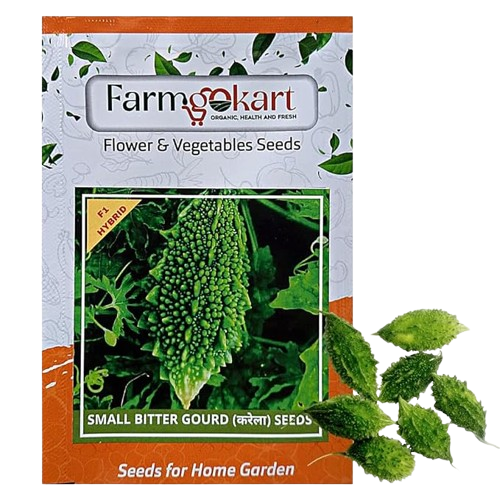 Farmgokart
ORGANIC, HEALTH AND FRESH
Flower & Vegetables Seeds
F1
HYBRID
SMALL BITTER GOURD (करेला) SEEDS
Seeds for Home Garden